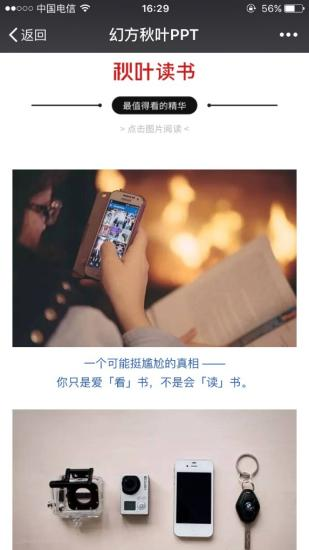 中国电信
16:29
56%
返回
幻方秋叶PPT
秋叶读书
最值得看的精华
> 点击图片阅读 <
一个可能挺尴尬的真相 ——
你只是爱「看」书，不是会「读」书。